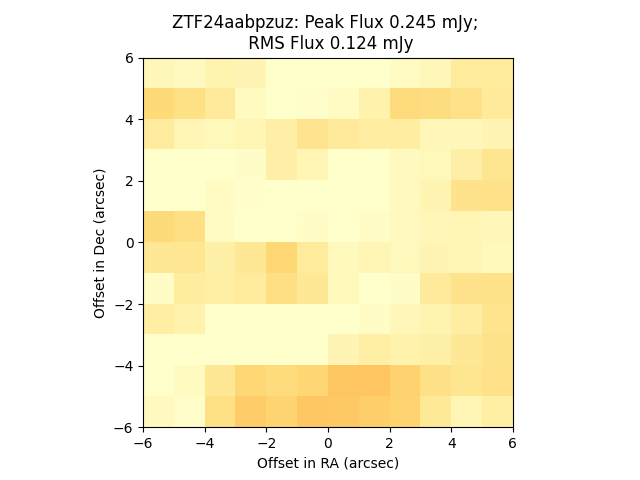 ZTF24aabpzuz: Peak Flux 0.245 mJy;
RMS Flux 0.124 mJy
6
4
2
0
−2
−4
−6
Offset in Dec (arcsec)
−6 −4 −2 0 2 4 6
Offset in RA (arcsec)